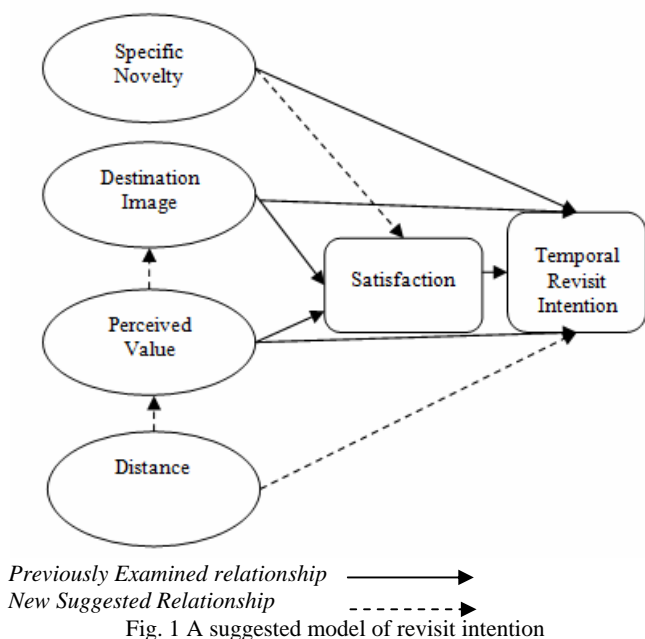 Specific
Novelty
Destination
Image
Satisfaction
Temporal
Revisit
Intention
Perceived
Value
Distance
Previously Examined relationship
New Suggested Relationship
Fig. 1 A suggested model of revisit intention